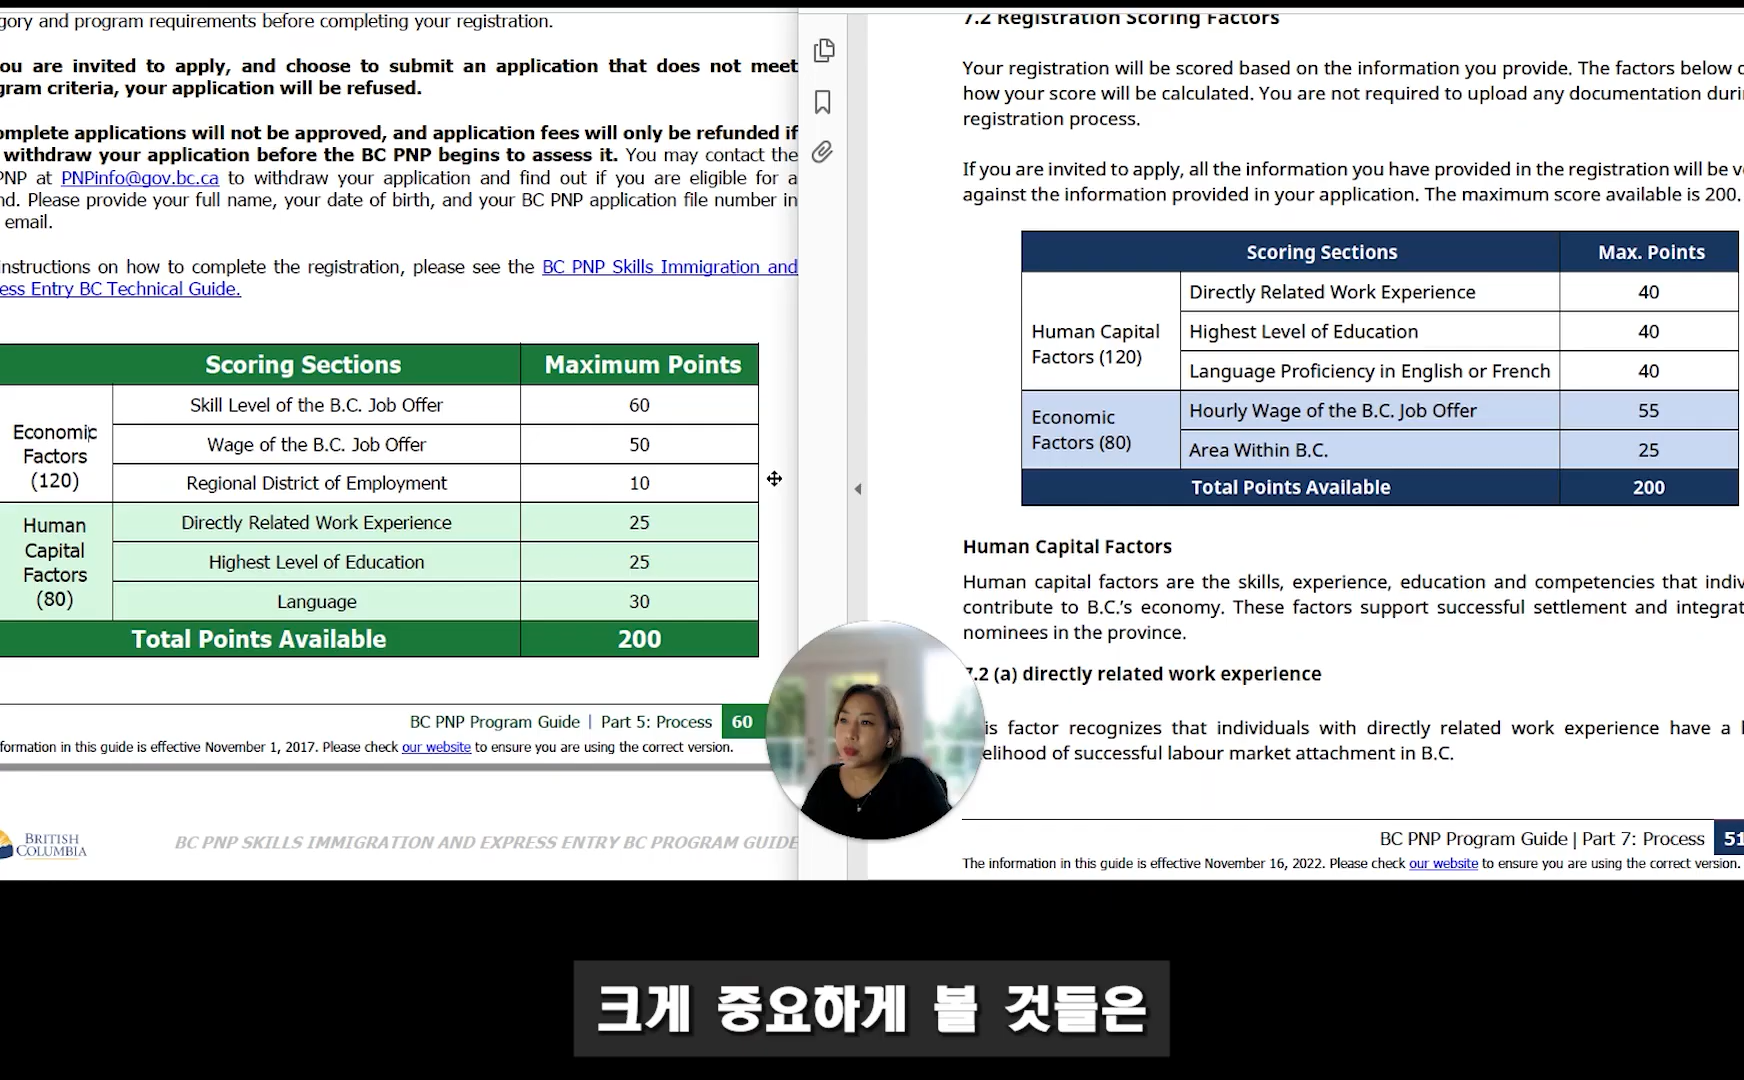 gory and program requirements before completing your registration.
ou are invited to apply, and choose to submit an application that does not meet
gram criteria, your application will be refused.
omplete applications will not be approved, and application fees will only be refunded if
withdraw your application before the BC PNP begins to assess it. You may contact the
PNP at PNPinfo@gov.bc.ca to withdraw your application and find out if you are eligible for a
nd. Please provide your full name, your date of birth, and your BC PNP application file number in
email.
instructions on how to complete the registration, please see the BC PNP Skills Immigration and
ess Entry BC Technical Guide.
Scoring Sections Maximum Points
Economic Factors (120)
Skill Level of the B.C. Job Offer 60
Wage of the B.C. Job Offer 50
Regional District of Employment 10
Human Capital Factors (80)
Directly Related Work Experience 25
Highest Level of Education 25
Language 30
Total Points Available 200
BC PNP Program Guide | Part 5: Process 60
formation in this guide is effective November 1, 2017. Please check our website to ensure you are using the correct version.
BRITISH
COLUMBIA
BC PNP SKILLS IMMIGRATION AND EXPRESS ENTRY BC PROGRAM GUIDE
7.2 Registration Scoring Factors
Your registration will be scored based on the information you provide. The factors below
how your score will be calculated. You are not required to upload any documentation duri
registration process.
If you are invited to apply, all the information you have provided in the registration will be v
against the information provided in your application. The maximum score available is 200.
Scoring Sections Max. Points
Human Capital Factors (120)
Directly Related Work Experience 40
Highest Level of Education 40
Language Proficiency in English or French 40
Economic Factors (80)
Hourly Wage of the B.C. Job Offer 55
Area Within B.C. 25
Total Points Available 200
Human Capital Factors
Human capital factors are the skills, experience, education and competencies that indiv
contribute to B.C.'s economy. These factors support successful settlement and integrat
nominees in the province.
7.2 (a) directly related work experience
is factor recognizes that individuals with directly related work experience have a
elihood of successful labour market attachment in B.C.
BC PNP Program Guide | Part 7: Process 51
The information in this guide is effective November 16, 2022. Please check our website to ensure you are using the correct version.
크게 중요하게 볼 것들은